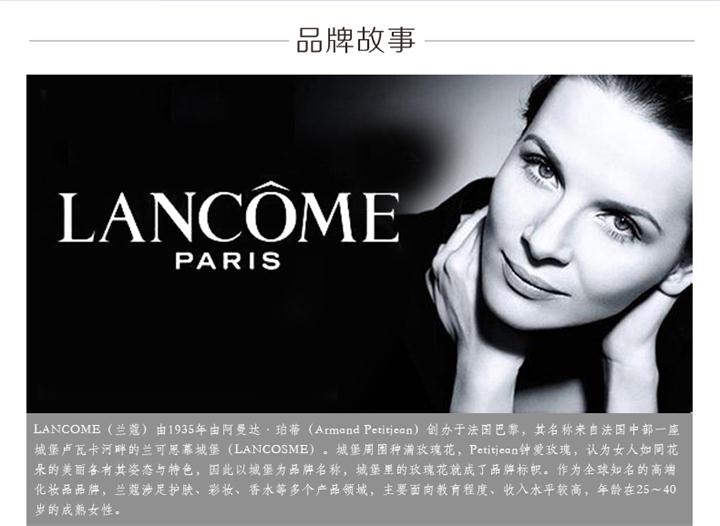 品牌故事
LANCÔME
PARIS
LANCOME（兰蔻）由1935年由阿曼达·珀蒂（Armand Petitjean）创办于法国巴黎，其名称来自法国中部一座
城堡卢瓦卡河畔的兰可思慕城堡（LANCOSME）。城堡周围种满玫瑰花，Petitjean钟爱玫瑰，认为女人如同花
朵的美丽各有其姿态与特色，因此以城堡为品牌名称，城堡里的玫瑰花就成了品牌标帜。作为全球知名的高端
化妆品品牌，兰蔻涉足护肤、彩妆、香水等多个产品领域，主要面向教育程度、收入水平较高，年龄在25～40
岁的成熟女性。